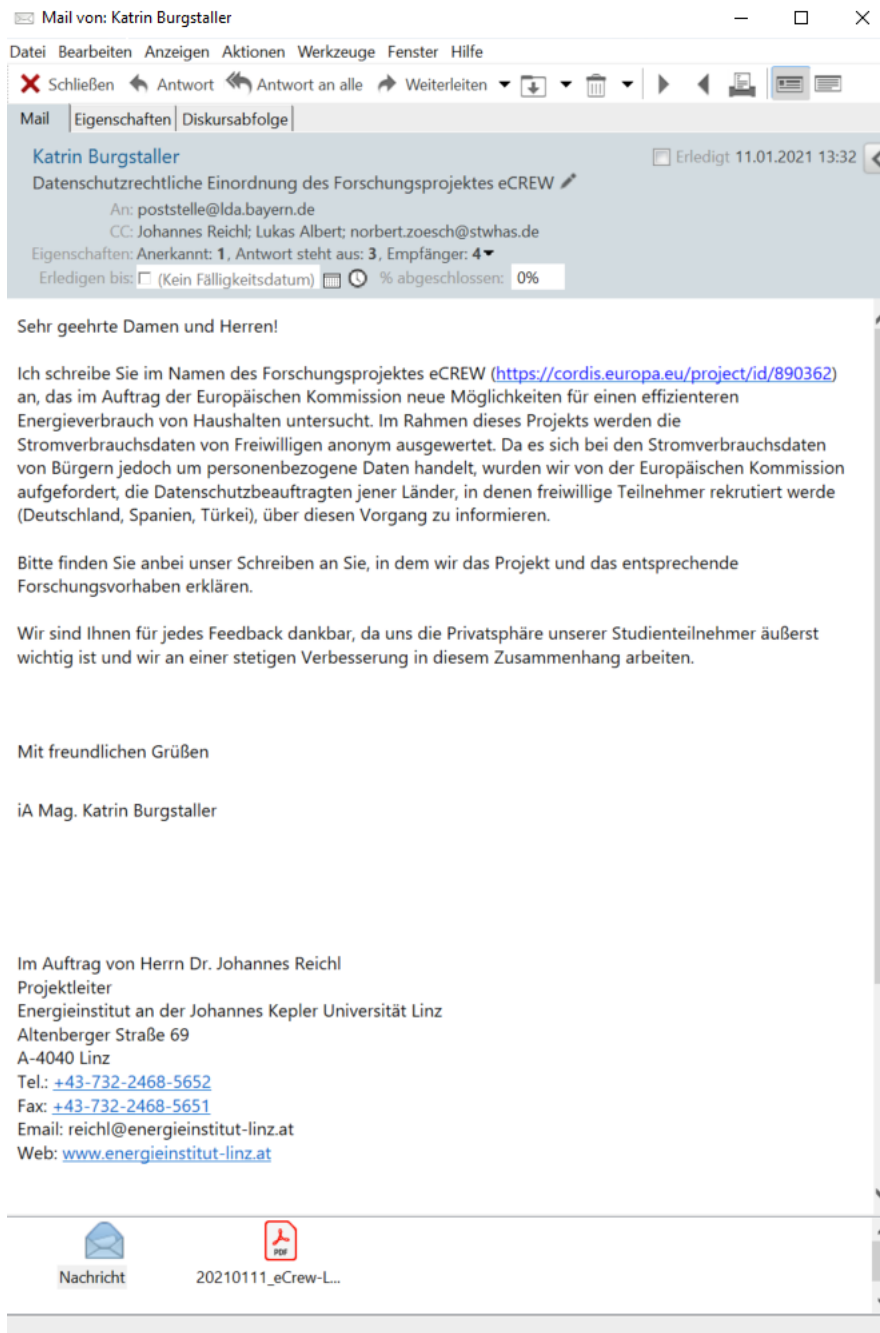 Mail von: Katrin Burgstaller
Datei Bearbeiten Anzeigen Aktionen Werkzeuge Fenster Hilfe
Schließen Antwort Antwort an alle Weiterleiten
Mail Eigenschaften Diskursabfolge
Katrin Burgstaller Erledigt 11.01.2021 13:32
Datenschutzrechtliche Einordnung des Forschungsprojektes eCREW
An: poststelle@lda.bayern.de
CC: Johannes Reichl; Lukas Albert; norbert.zoesch@stwhas.de
Eigenschaften: Anerkannt: 1, Antwort steht aus: 3, Empfänger: 4
Erledigen bis: (Kein Fälligkeitsdatum) % abgeschlossen: 0%
Sehr geehrte Damen und Herren!
Ich schreibe Sie im Namen des Forschungsprojektes eCREW (https://cordis.europa.eu/project/id/890362)
an, das im Auftrag der Europäischen Kommission neue Möglichkeiten für einen effizienteren
Energieverbrauch von Haushalten untersucht. Im Rahmen dieses Projekts werden die
Stromverbrauchsdaten von Freiwilligen anonym ausgewertet. Da es sich bei den Stromverbrauchsdaten
von Bürgern jedoch um personenbezogene Daten handelt, wurden wir von der Europäischen Kommission
aufgefordert, die Datenschutzbeauftragten jener Länder, in denen freiwillige Teilnehmer rekrutiert werde
(Deutschland, Spanien, Türkei), über diesen Vorgang zu informieren.
Bitte finden Sie anbei unser Schreiben an Sie, in dem wir das Projekt und das entsprechende
Forschungsvorhaben erklären.
Wir sind Ihnen für jedes Feedback dankbar, da uns die Privatsphäre unserer Studienteilnehmer äußerst
wichtig ist und wir an einer stetigen Verbesserung in diesem Zusammenhang arbeiten.
Mit freundlichen Grüßen
iA Mag. Katrin Burgstaller
Im Auftrag von Herrn Dr. Johannes Reichl
Projektleiter
Energieinstitut an der Johannes Kepler Universität Linz
Altenberger Straße 69
A-4040 Linz
Tel.: +43-732-2468-5652
Fax: +43-732-2468-5651
Email: reichl@energieinstitut-linz.at
Web: www.energieinstitut-linz.at
PDF
Nachricht 20210111_eCrew-L...